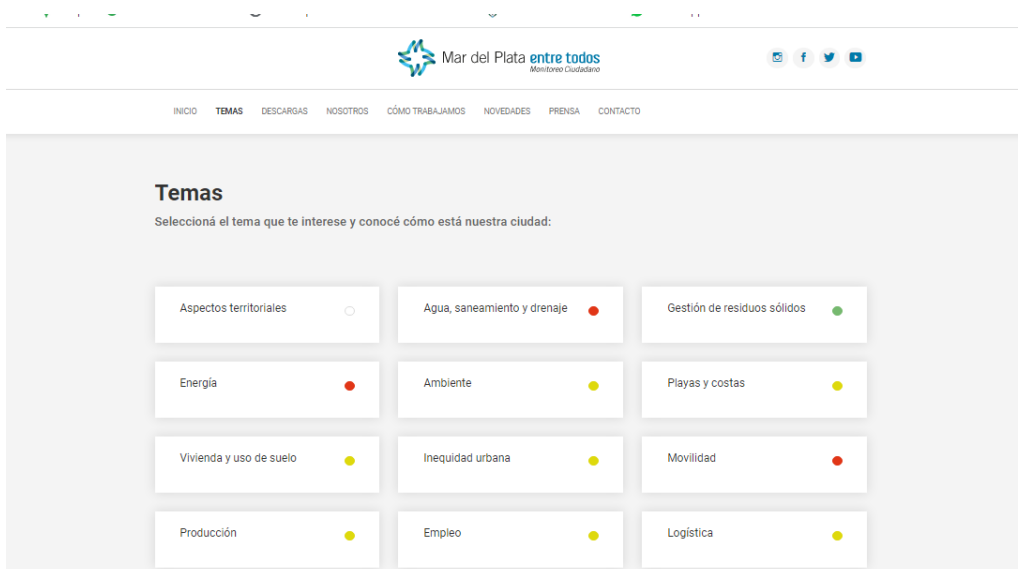 Mar del Plata entre todos
Monitoreo Ciudadano
INICIO TEMAS DESCARGAS NOSOTROS CÓMO TRABAJAMOS NOVEDADES PRENSA CONTACTO
Temas
Seleccioná el tema que te interese y conocé cómo está nuestra ciudad:
Aspectos territoriales
Agua, saneamiento y drenaje
Gestión de residuos sólidos
Energía
Ambiente
Playas y costas
Vivienda y uso de suelo
Inequidad urbana
Movilidad
Producción
Empleo
Logística